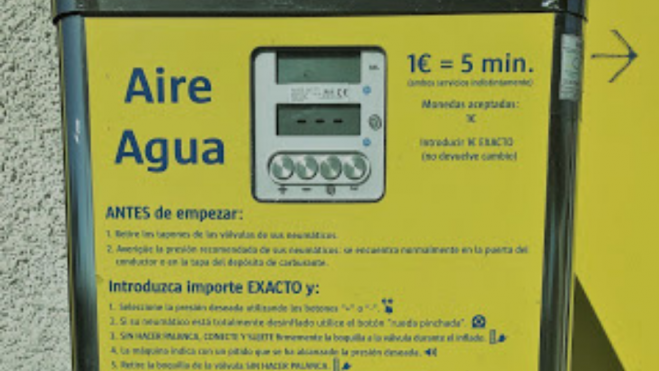 Aire
Agua
1€ = 5 min.
(ambos servicios indistintamente)
Monedas aceptadas:
1€
Introducir 1€ EXACTO
(no devuelve cambio)
- - -
ANTES de empezar:
1. Retire los tapones de las válvulas de sus neumáticos.
2. Averigüe la presión recomendada de sus neumáticos: se encuentra normalmente en la puerta del
conductor o en la tapa del depósito de carburante.
Introduzca importe EXACTO y:
1. Seleccione la presión deseada utilizando los botones "+" o "-".
2. Si su neumático está totalmente desinflado utilice el botón "rueda pinchada".
3. SIN HACER PALANCA, CONECTE Y SUJETE firmemente la boquilla a la válvula durante el inflado.
4. La máquina indica con un pitido que se ha alcanzado la presión deseada.
5. Retire la boquilla de la válvula SIN HACER PALANCA.